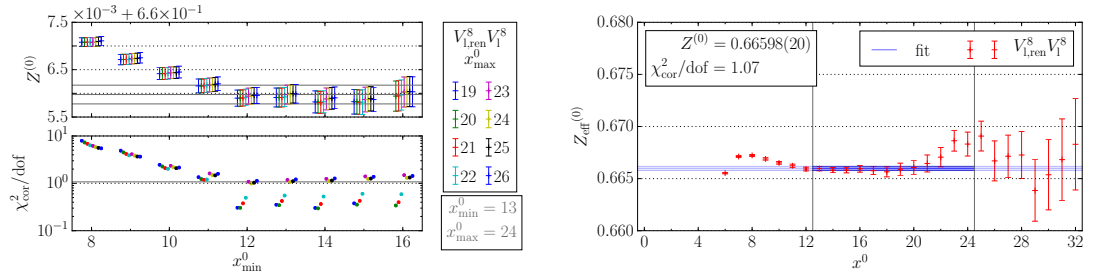 ×10⁻³ + 6.6×10⁻¹
7.5
6.5
5.5
Z⁽⁰⁾
10¹
10⁰
10⁻¹
χ²cor/dof
8 10 12 14 16
x⁰min
V⁸l,ren V⁸l
x⁰max
19 23
20 24
21 25
22 26
x⁰min = 13
x⁰max = 24
0.680
0.675
0.670
0.665
0.660
Zeff⁽⁰⁾
Z⁽⁰⁾ = 0.66598(20)
χ²cor/dof = 1.07
fit V⁸l,ren V⁸l
0 4 8 12 16 20 24 28 32
x⁰